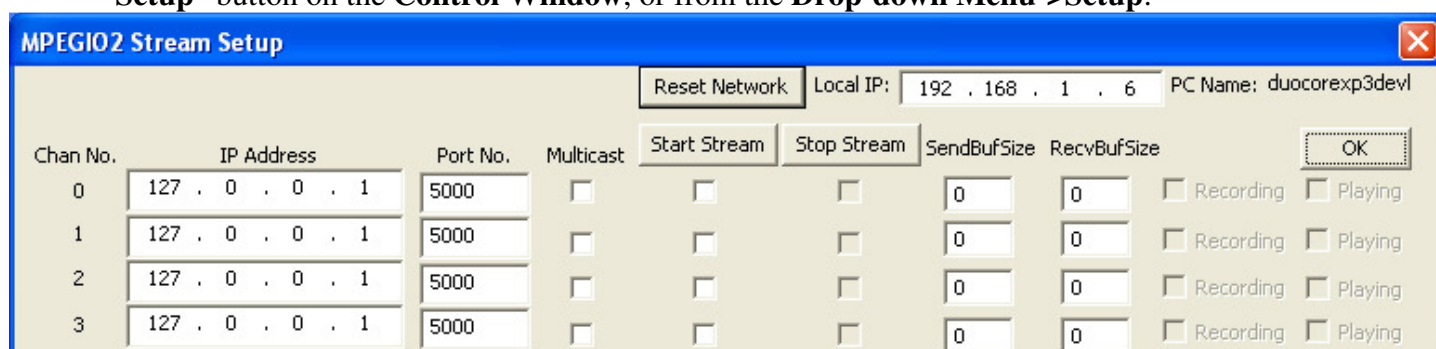 Setup" button on the Control Window, or from the Drop-down Menu->Setup.
MPEGIO2 Stream Setup
Reset Network Local IP: 192 . 168 . 1 . 6 PC Name: duocorexp3devl
Chan No. IP Address Port No. Multicast Start Stream Stop Stream SendBufSize RecvBufSize OK
0 127 . 0 . 0 . 1 5000 0 0 Recording Playing
1 127 . 0 . 0 . 1 5000 0 0 Recording Playing
2 127 . 0 . 0 . 1 5000 0 0 Recording Playing
3 127 . 0 . 0 . 1 5000 0 0 Recording Playing